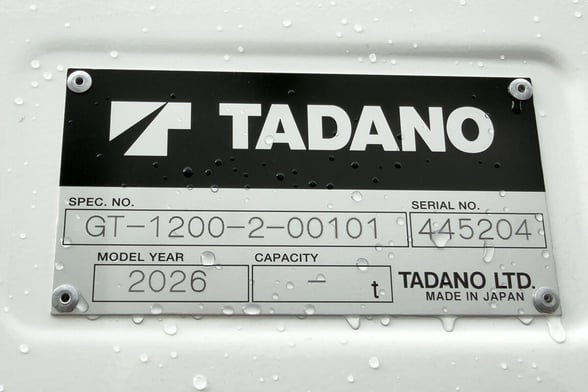 TADANO
SPEC. NO.
SERIAL NO.
GT-1200-2-00101
445204
MODEL YEAR
CAPACITY
2026
– t
TADANO LTD.
MADE IN JAPAN